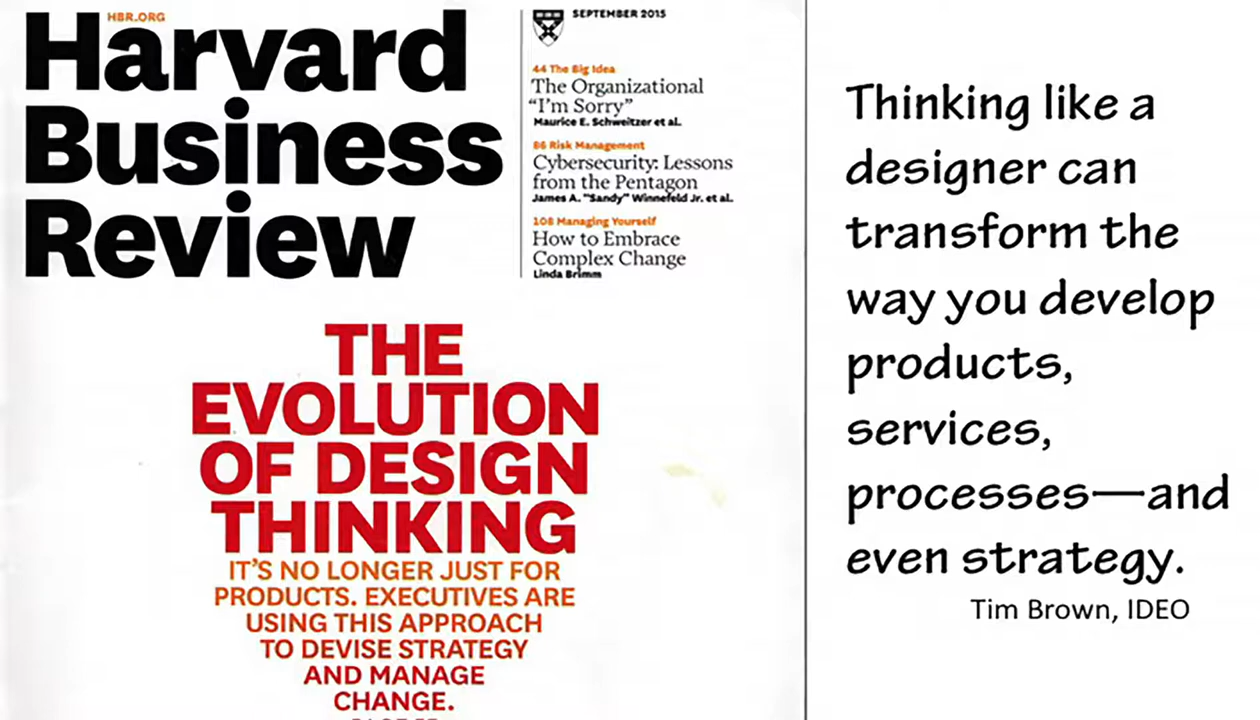 HBR.ORG
Harvard
Business
Review
SEPTEMBER 2015
44 The Big Idea
The Organizational
“I’m Sorry”
Maurice E. Schweitzer et al.
86 Risk Management
Cybersecurity: Lessons
from the Pentagon
James A. "Sandy" Winnefeld Jr. et al.
108 Managing Yourself
How to Embrace
Complex Change
Linda Brimm
THE
EVOLUTION
OF DESIGN
THINKING
IT’S NO LONGER JUST FOR
PRODUCTS. EXECUTIVES ARE
USING THIS APPROACH
TO DEVISE STRATEGY
AND MANAGE
CHANGE.
Thinking like a
designer can
transform the
way you develop
products,
services,
processes—and
even strategy.
Tim Brown, IDEO